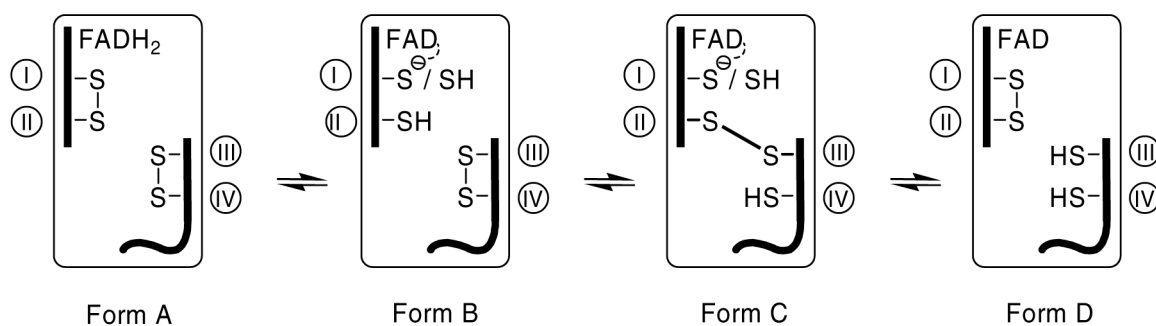 FADH₂
I
S
II
S
S
III
S
IV
Form A
FAD
I
S⊖ / SH
II
SH
S
III
S
IV
Form B
FAD
I
S⊖ / SH
II
S
S
III
HS
IV
Form C
FAD
I
S
II
S
HS
III
HS
IV
Form D